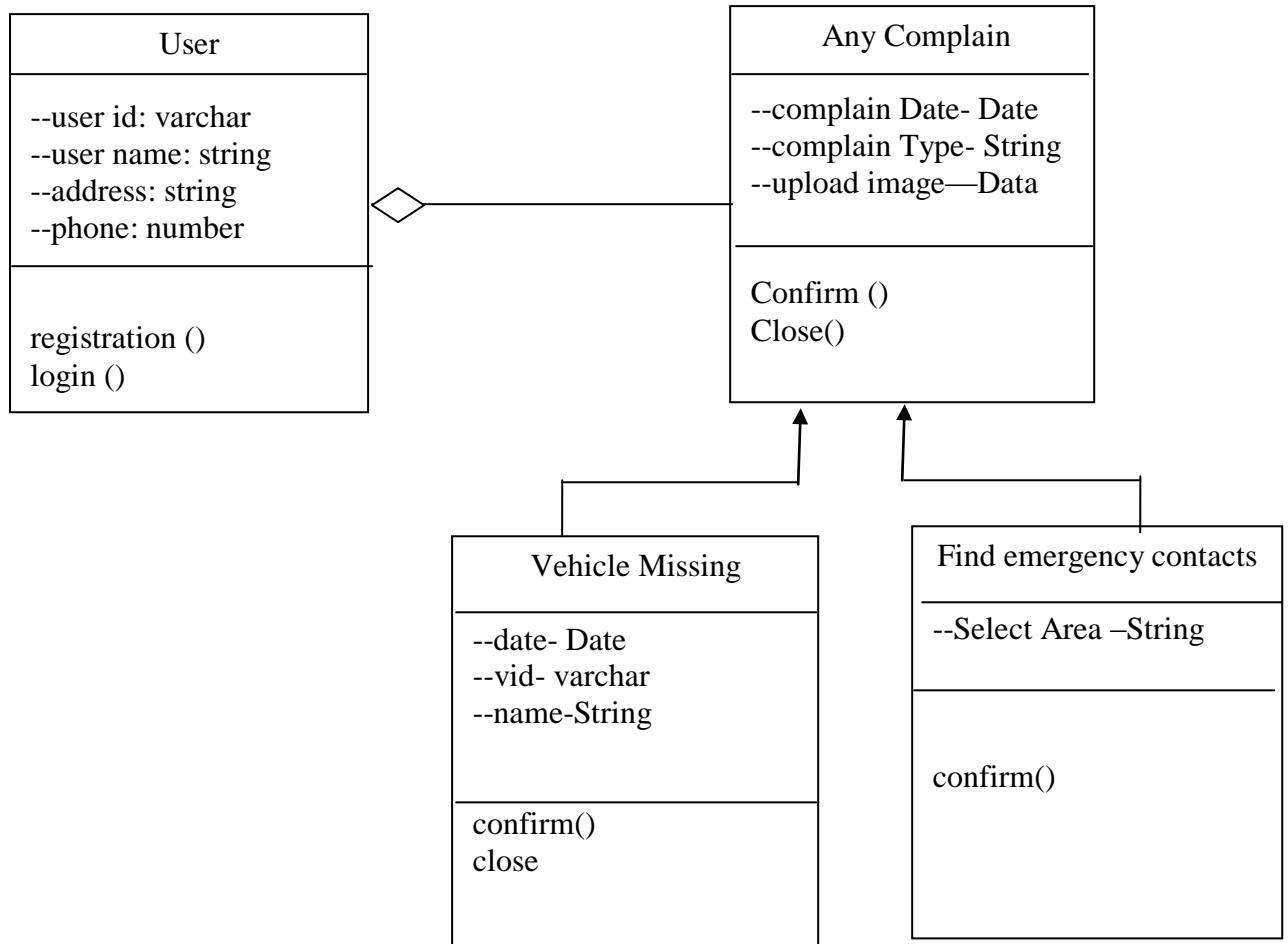 User
--user id: varchar
--user name: string
--address: string
--phone: number
registration ()
login ()
Any Complain
--complain Date- Date
--complain Type- String
--upload image—Data
Confirm ()
Close()
Vehicle Missing
--date- Date
--vid- varchar
--name-String
confirm()
close
Find emergency contacts
--Select Area –String
confirm()